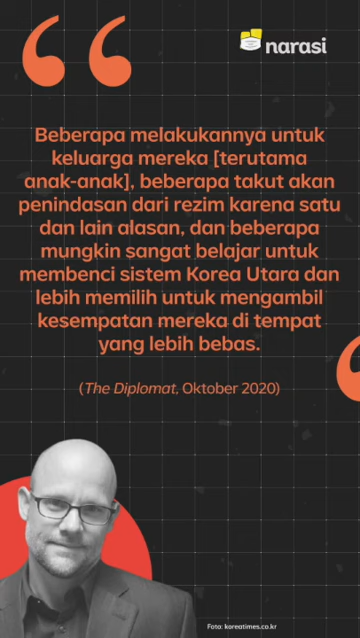 narasi
Beberapa melakukannya untuk
keluarga mereka [terutama
anak-anak], beberapa takut akan
penindasan dari rezim karena satu
dan lain alasan, dan beberapa
mungkin sangat belajar untuk
membenci sistem Korea Utara dan
lebih memilih untuk mengambil
kesempatan mereka di tempat
yang lebih bebas.
(The Diplomat, Oktober 2020)
Foto: koreatimes.co.kr